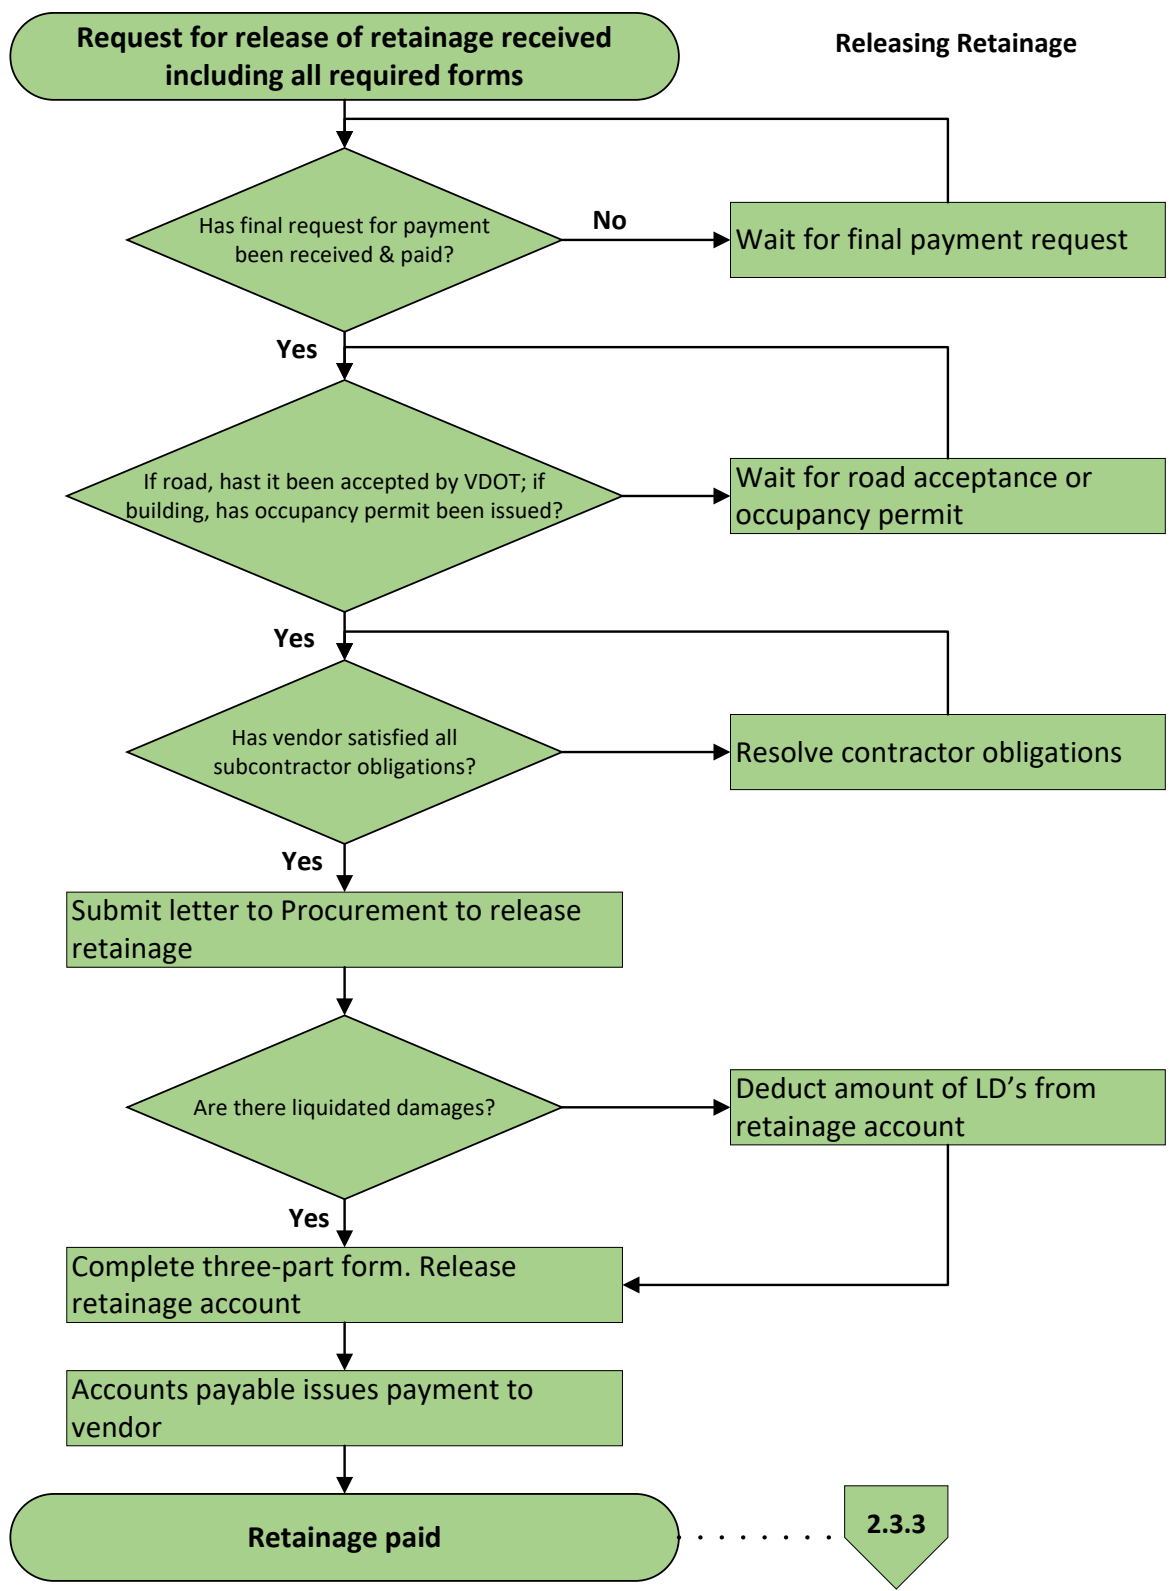 Request for release of retainage received
including all required forms
Releasing Retainage
Has final request for payment
been received & paid?
No
Wait for final payment request
Yes
If road, hast it been accepted by VDOT; if
building, has occupancy permit been issued?
Wait for road acceptance or
occupancy permit
Yes
Has vendor satisfied all
subcontractor obligations?
Resolve contractor obligations
Yes
Submit letter to Procurement to release
retainage
Are there liquidated damages?
Deduct amount of LD’s from
retainage account
Yes
Complete three-part form. Release
retainage account
Accounts payable issues payment to
vendor
Retainage paid
2.3.3